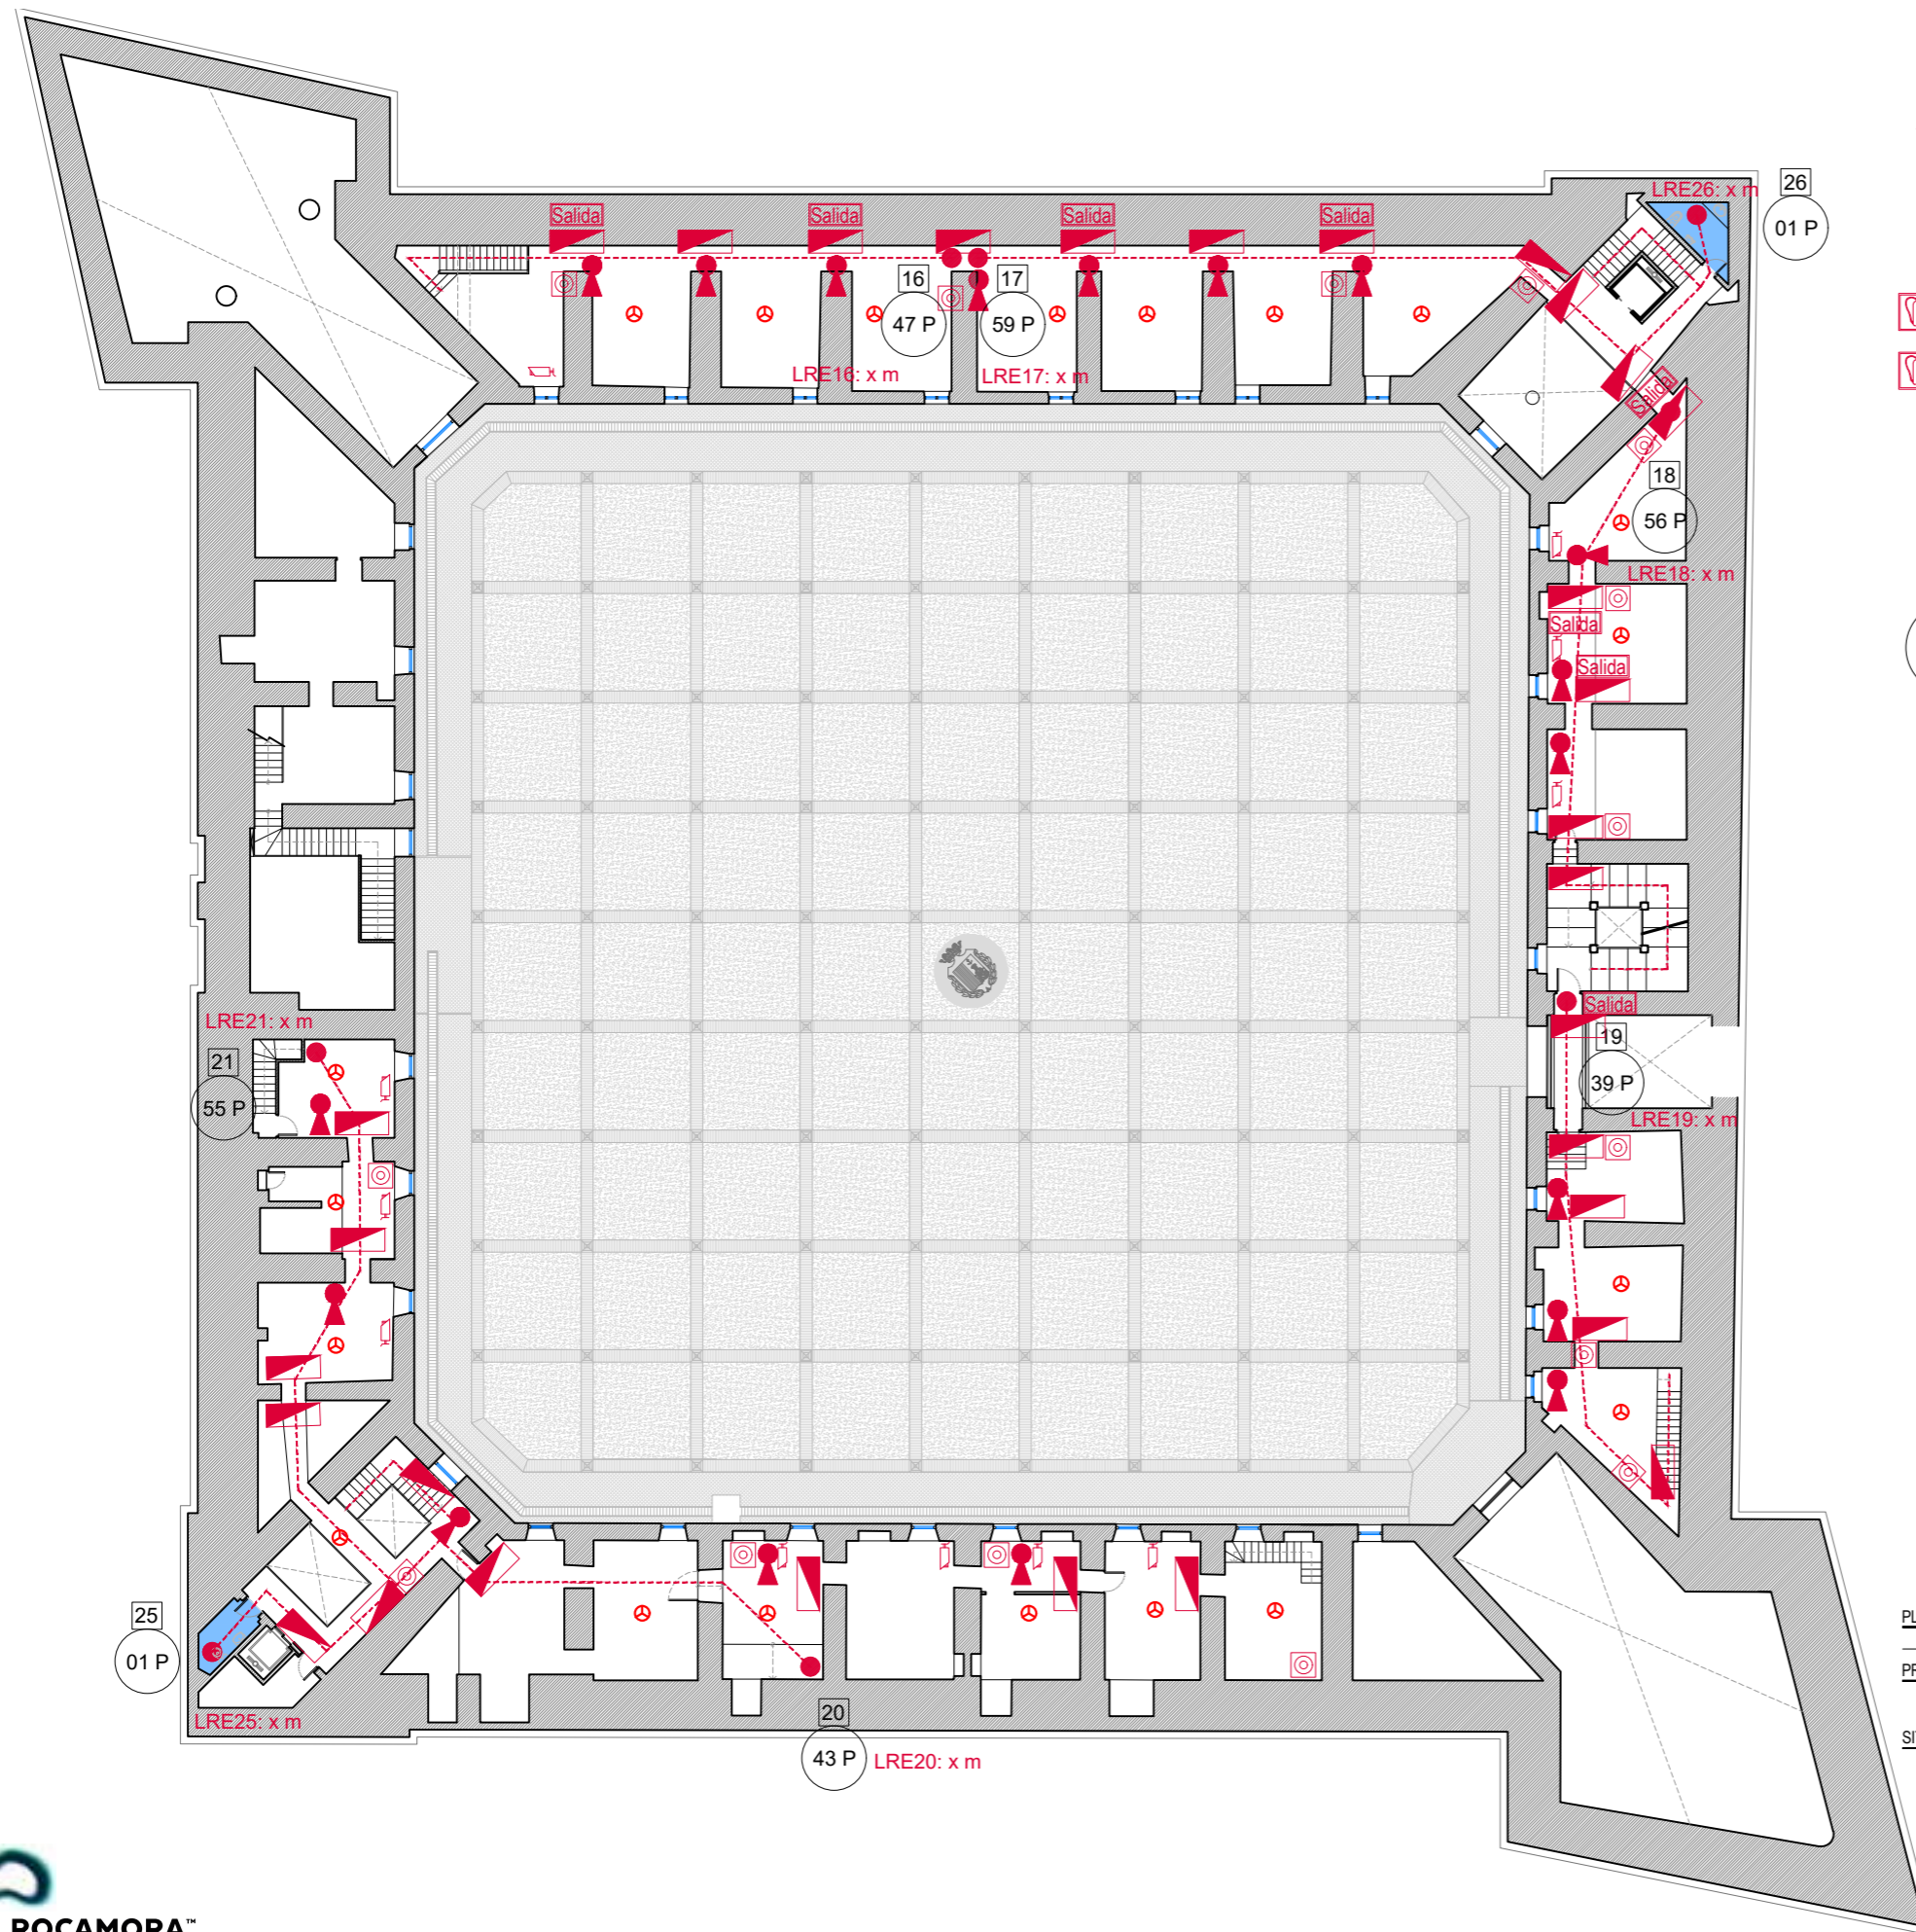 Salida
Salida
Salida
Salida
LRE26: x m
26
01 P
16
47 P
17
59 P
LRE16: x m
LRE17: x m
Salida
18
56 P
LRE18: x m
Salida
Salida
Salida
19
39 P
LRE19: x m
LRE21: x m
21
55 P
25
01 P
LRE25: x m
20
43 P
LRE20: x m
ROCAMORA™